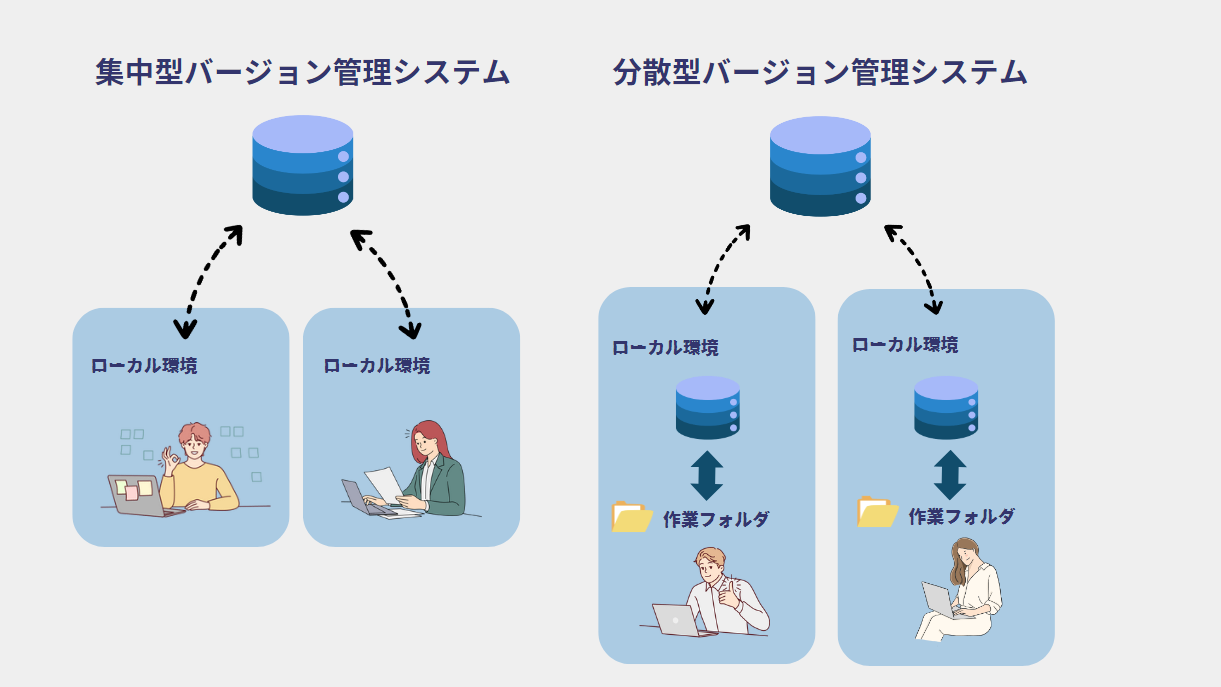 集中型バージョン管理システム
分散型バージョン管理システム
ローカル環境
ローカル環境
ローカル環境
ローカル環境
作業フォルダ
作業フォルダ